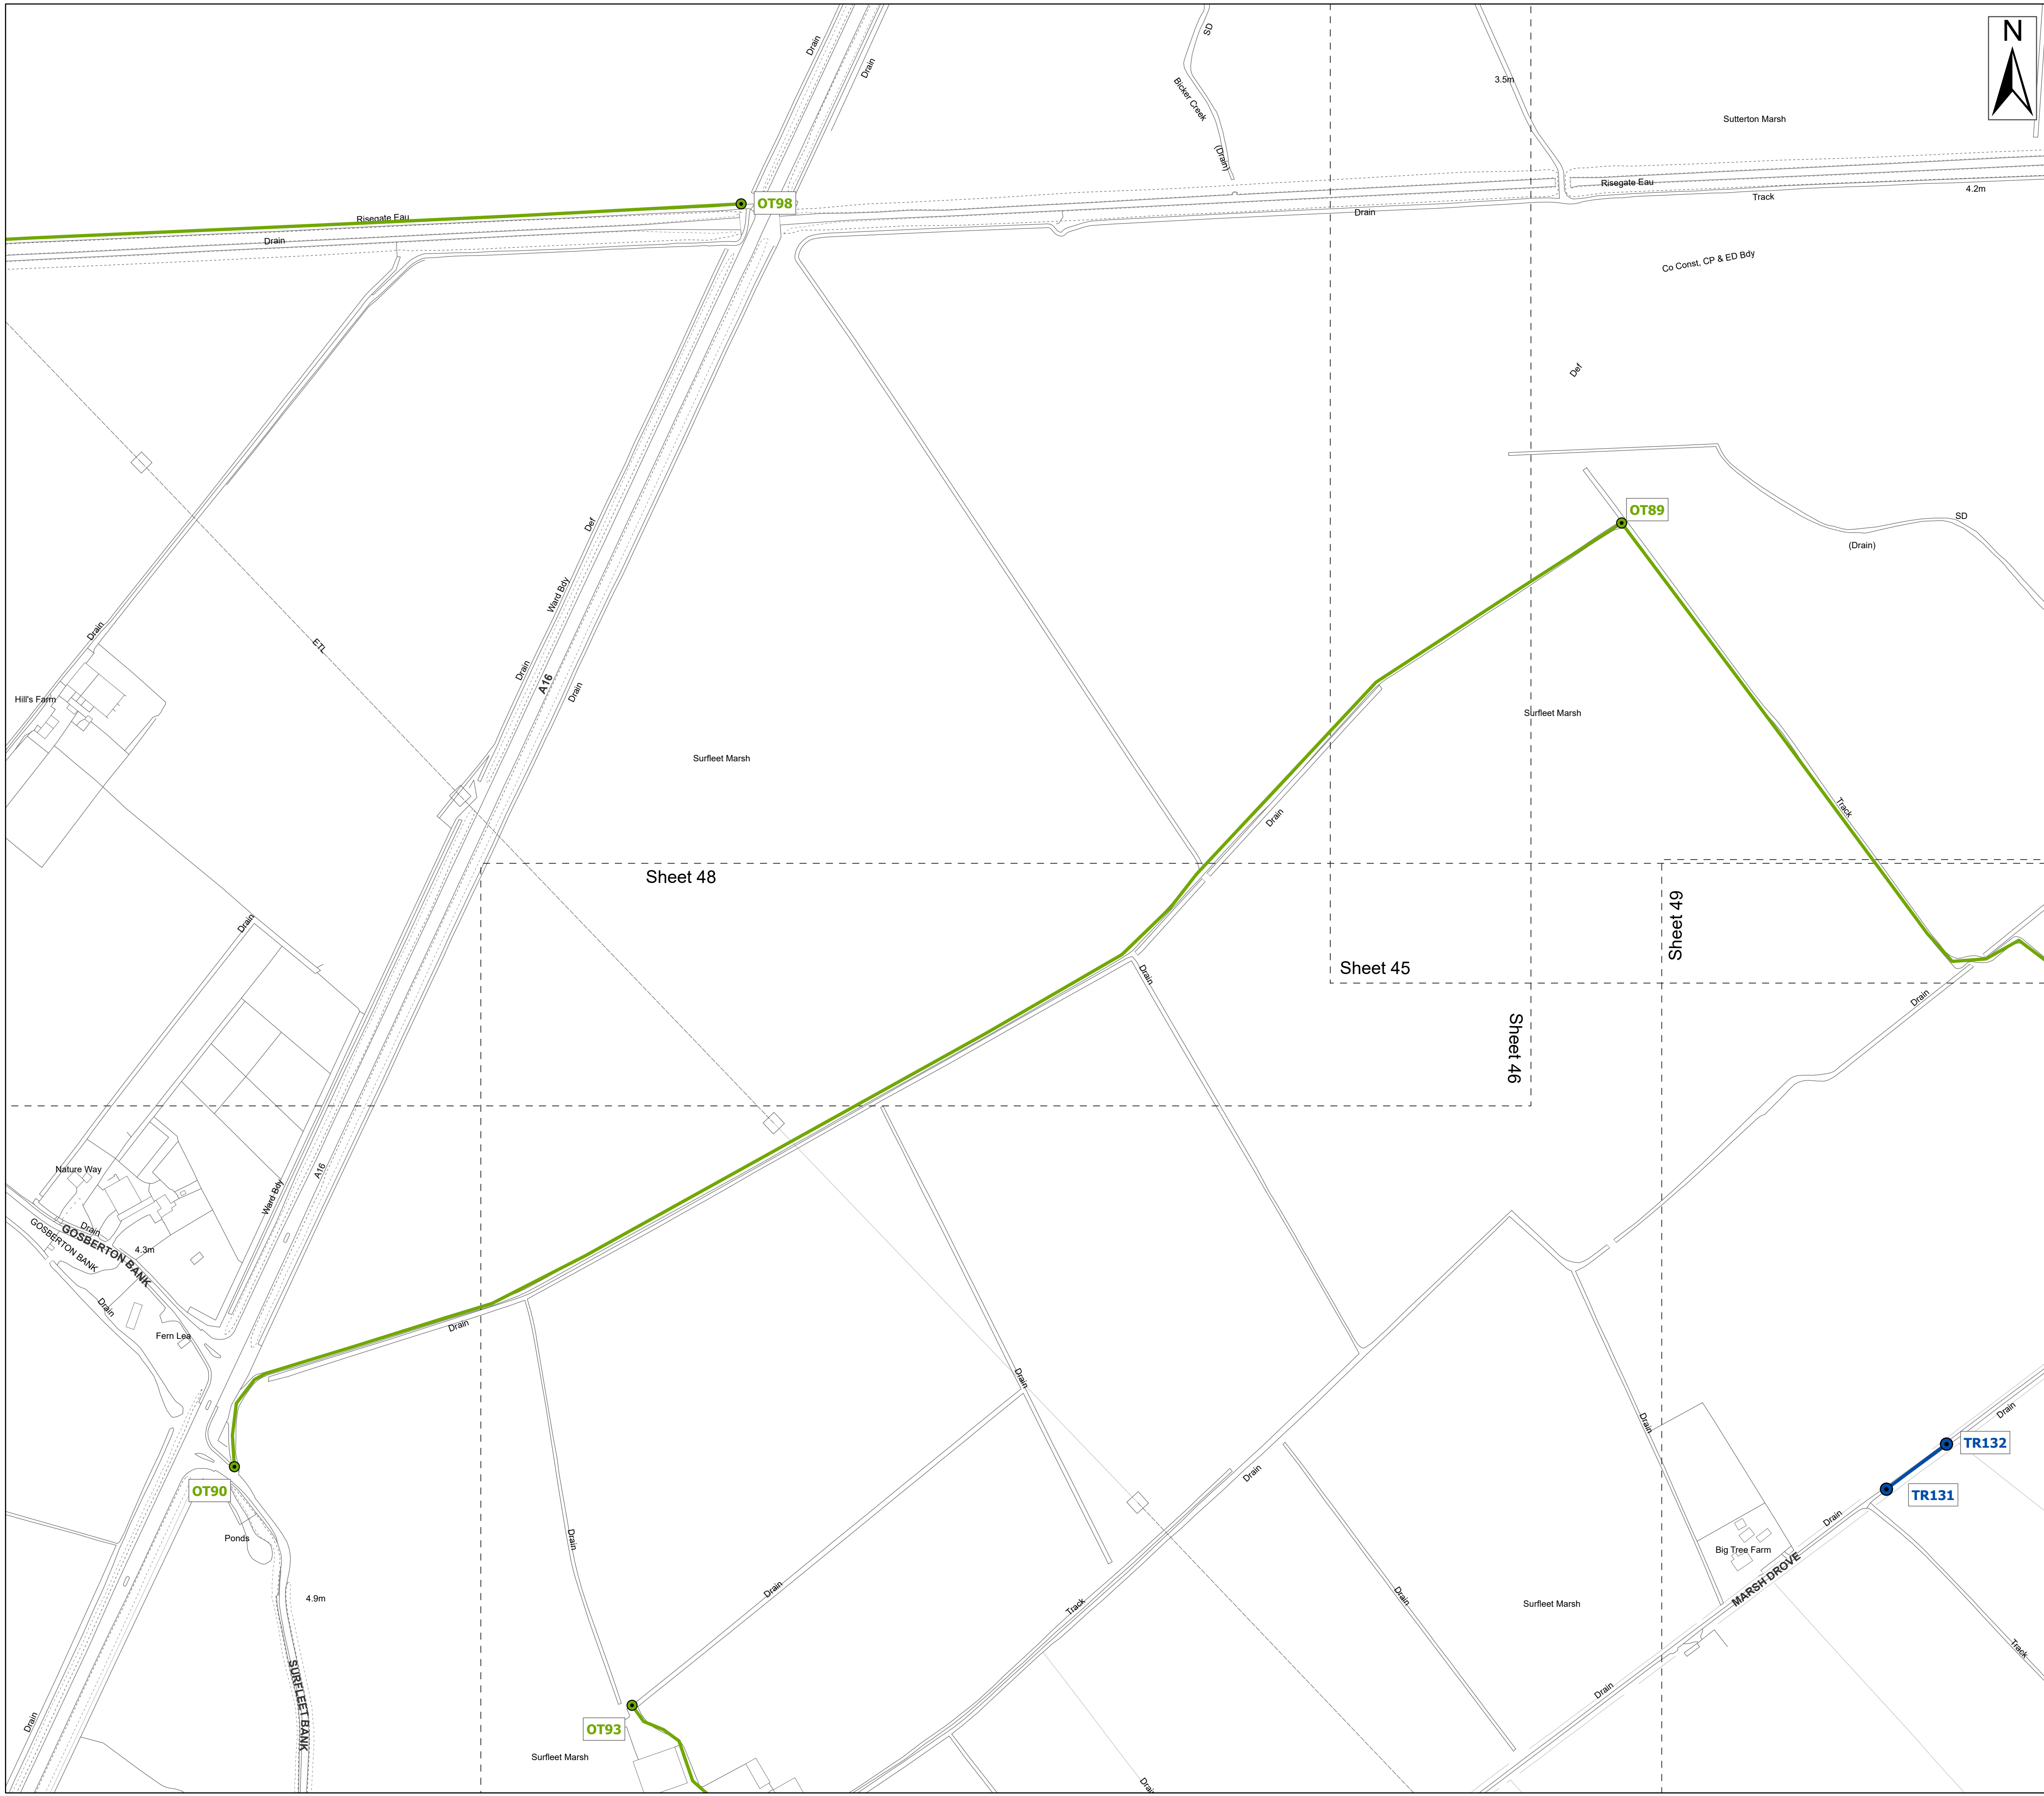 Drain
Drain
SD
Bicker Creek
(Drain)
3.5m
Sutterton Marsh
N
OT98
Risegate Eau
Drain
Drain
Risegate Eau
Track
4.2m
Co Const, CP & ED Bdy
Def
OT89
SD
(Drain)
Def
Ward Bdy
Drain
A16
Drain
Drain
ETL
Hill's Farm
Surfleet Marsh
Surfleet Marsh
Drain
Track
Sheet 48
Sheet 49
Sheet 45
Sheet 46
Drain
Drain
Drain
Nature Way
A16
Ward Bdy
Drain
GOSBERTON BANK
GOSBERTON BANK
4.3m
Drain
Fern Lea
Drain
Drain
Drain
Drain
TR132
TR131
OT90
Drain
Ponds
Drain
Drain
Big Tree Farm
MARSH DROVE
4.9m
Drain
Track
Drain
Surfleet Marsh
Track
SURFLEET BANK
Drain
Drain
OT93
Surfleet Marsh
Drain